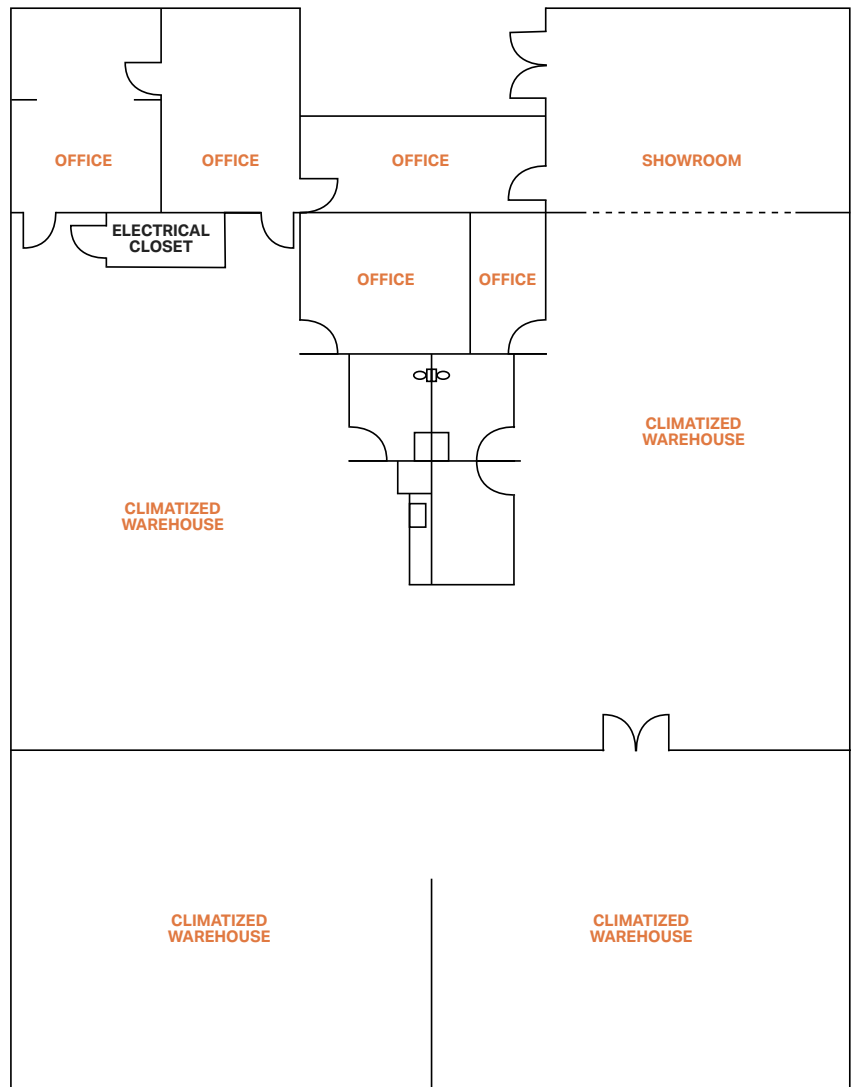 OFFICE
OFFICE
OFFICE
SHOWROOM
ELECTRICAL
CLOSET
OFFICE
OFFICE
CLIMATIZED
WAREHOUSE
CLIMATIZED
WAREHOUSE
CLIMATIZED
WAREHOUSE
CLIMATIZED
WAREHOUSE